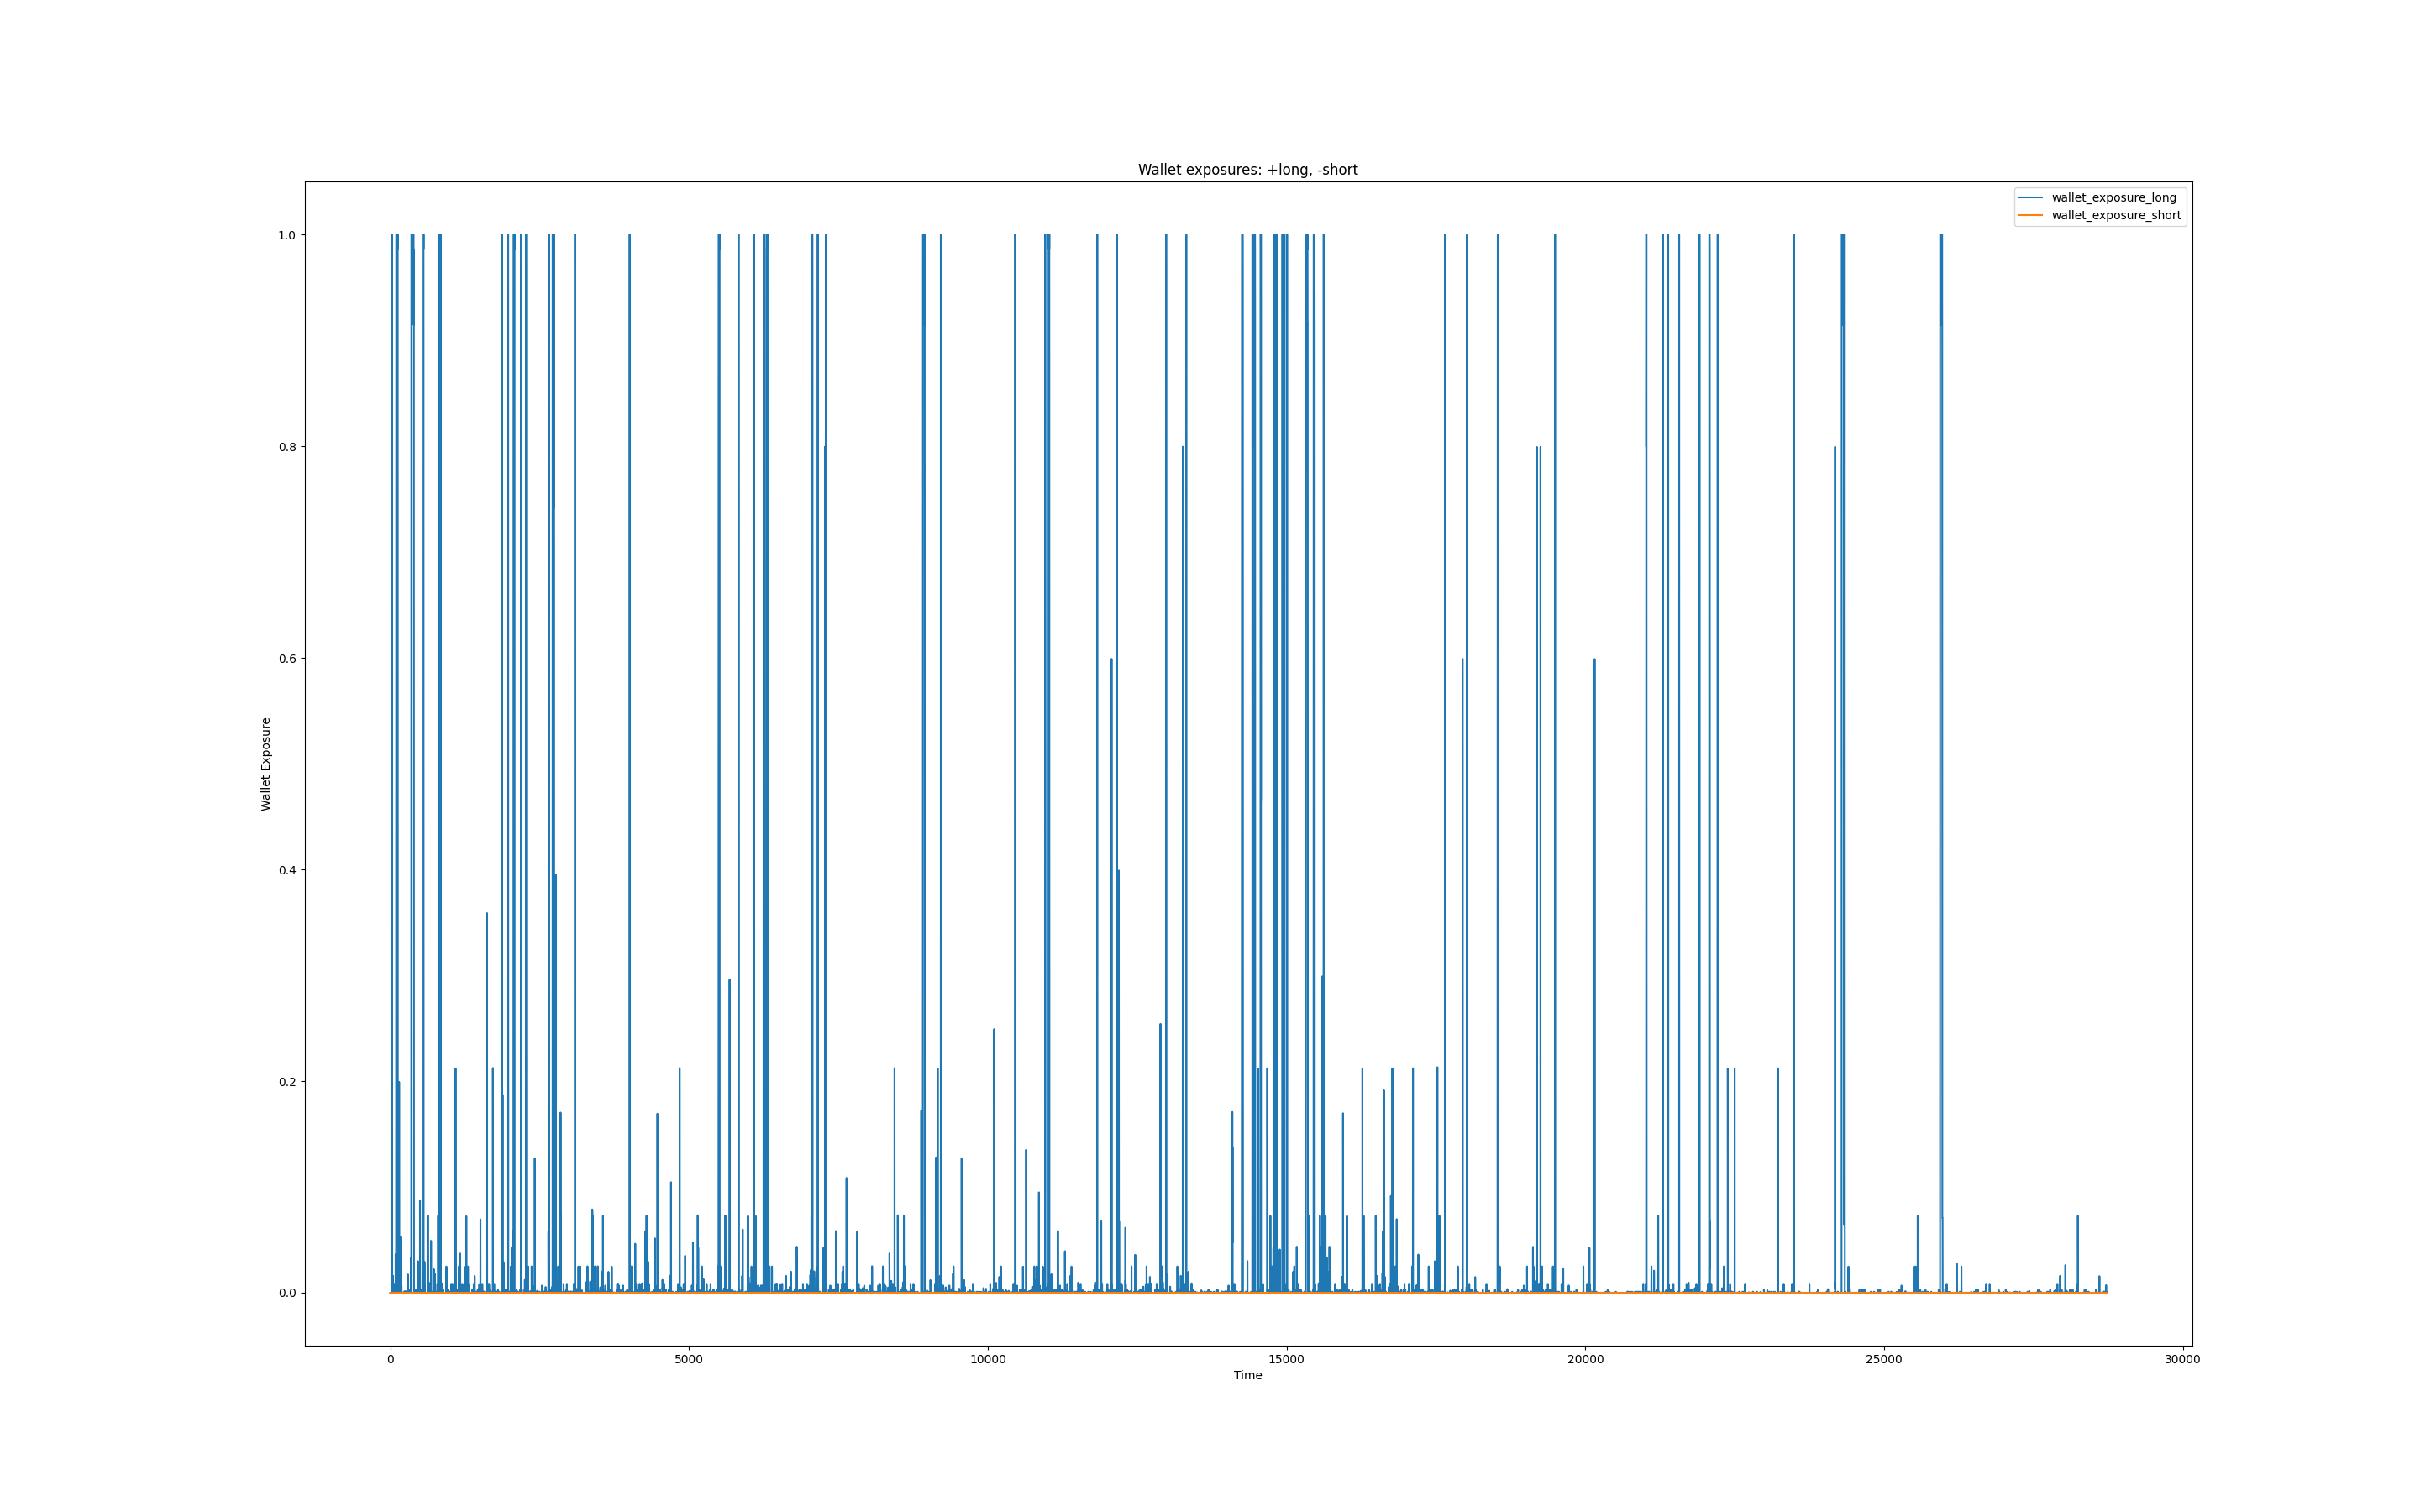 Wallet exposures: +long, -short
wallet_exposure_long
wallet_exposure_short
1.0
0.8
0.6
0.4
0.2
0.0
Wallet Exposure
0 5000 10000 15000 20000 25000 30000
Time